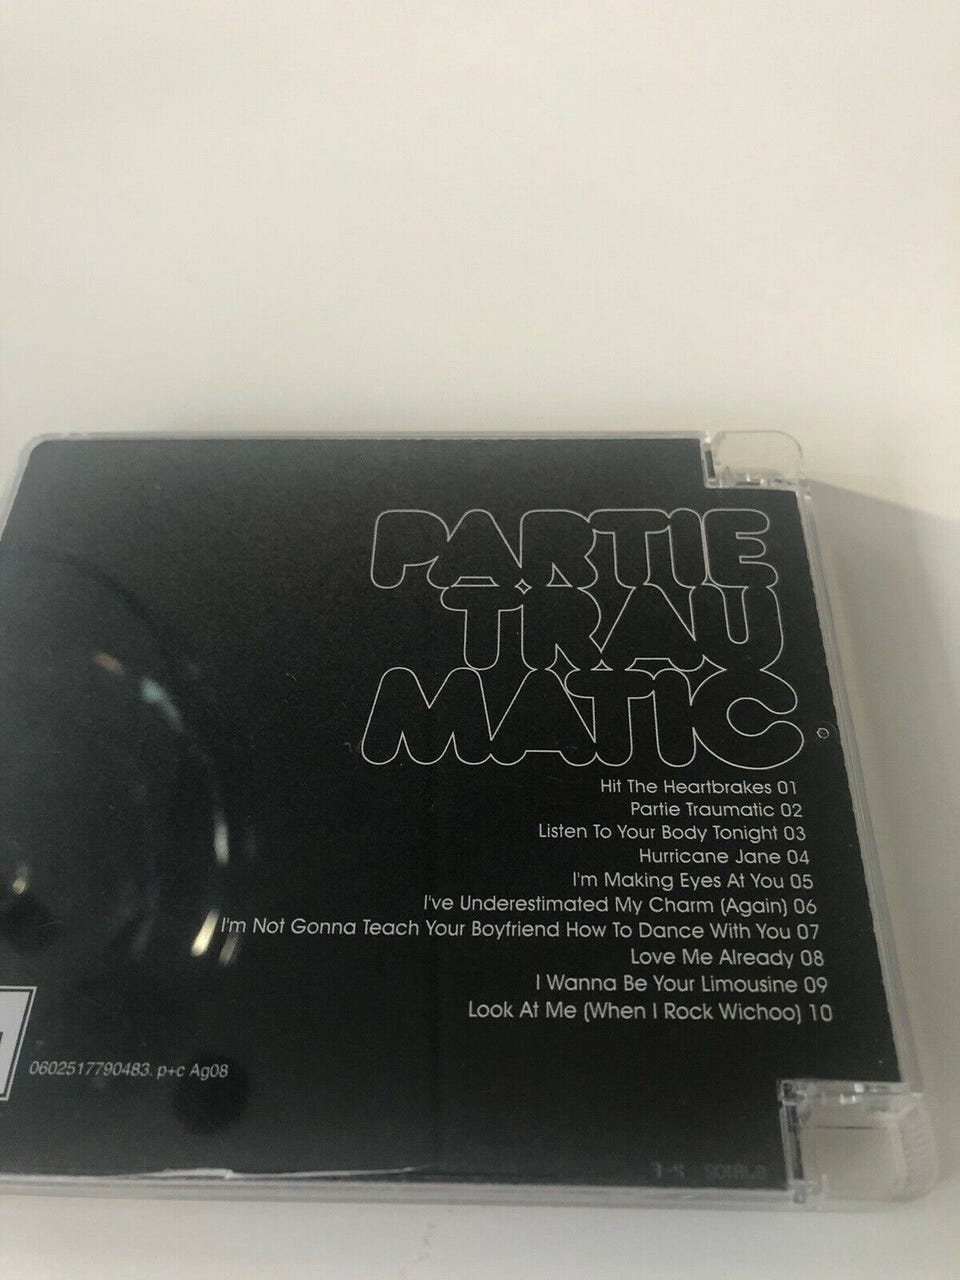 PARTIE
TRAU
MATIC
Hit The Heartbrakes 01
Partie Traumatic 02
Listen To Your Body Tonight 03
Hurricane Jane 04
I'm Making Eyes At You 05
I've Underestimated My Charm (Again) 06
I'm Not Gonna Teach Your Boyfriend How To Dance With You 07
Love Me Already 08
I Wanna Be Your Limousine 09
Look At Me (When I Rock Wichoo) 10
0602517790483. p+c Ag08